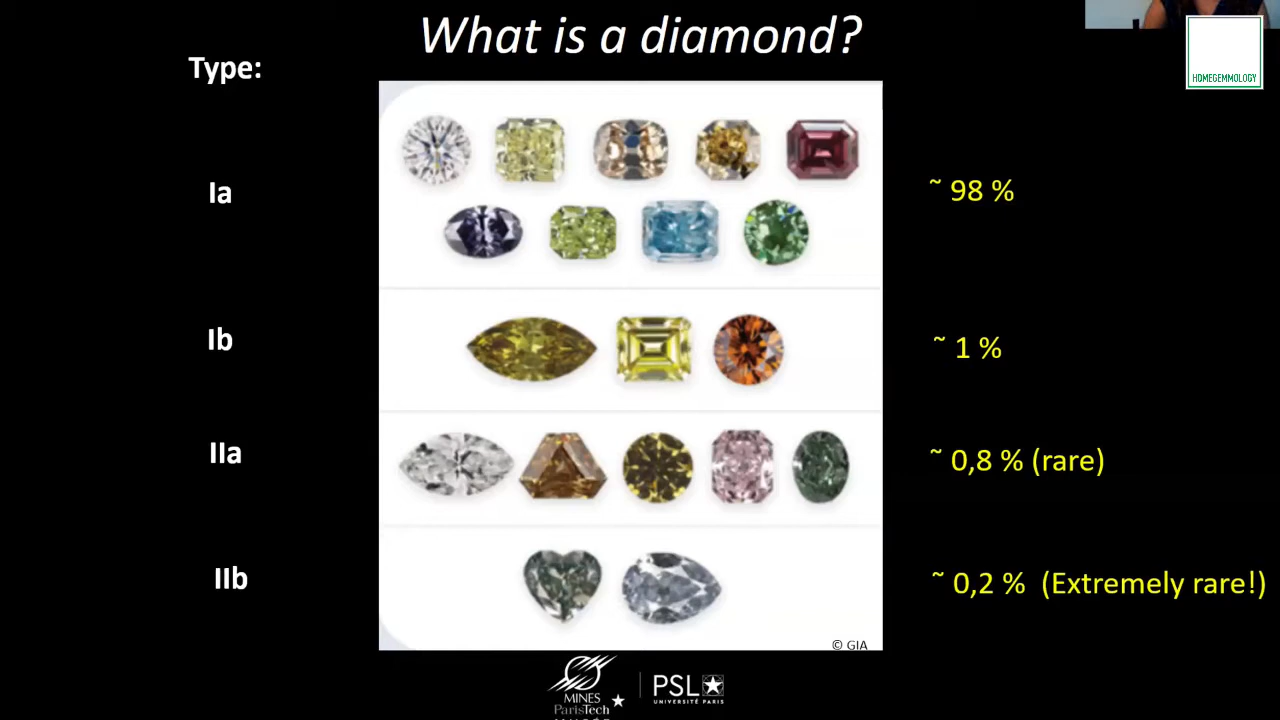 What is a diamond?
Type:
HOMEGEMMOLOGY
Ia
~ 98 %
Ib
~ 1 %
IIa
~ 0,8 % (rare)
IIb
~ 0,2 % (Extremely rare!)
© GIA
MINES
ParisTech
PSL
UNIVERSITÉ PARIS